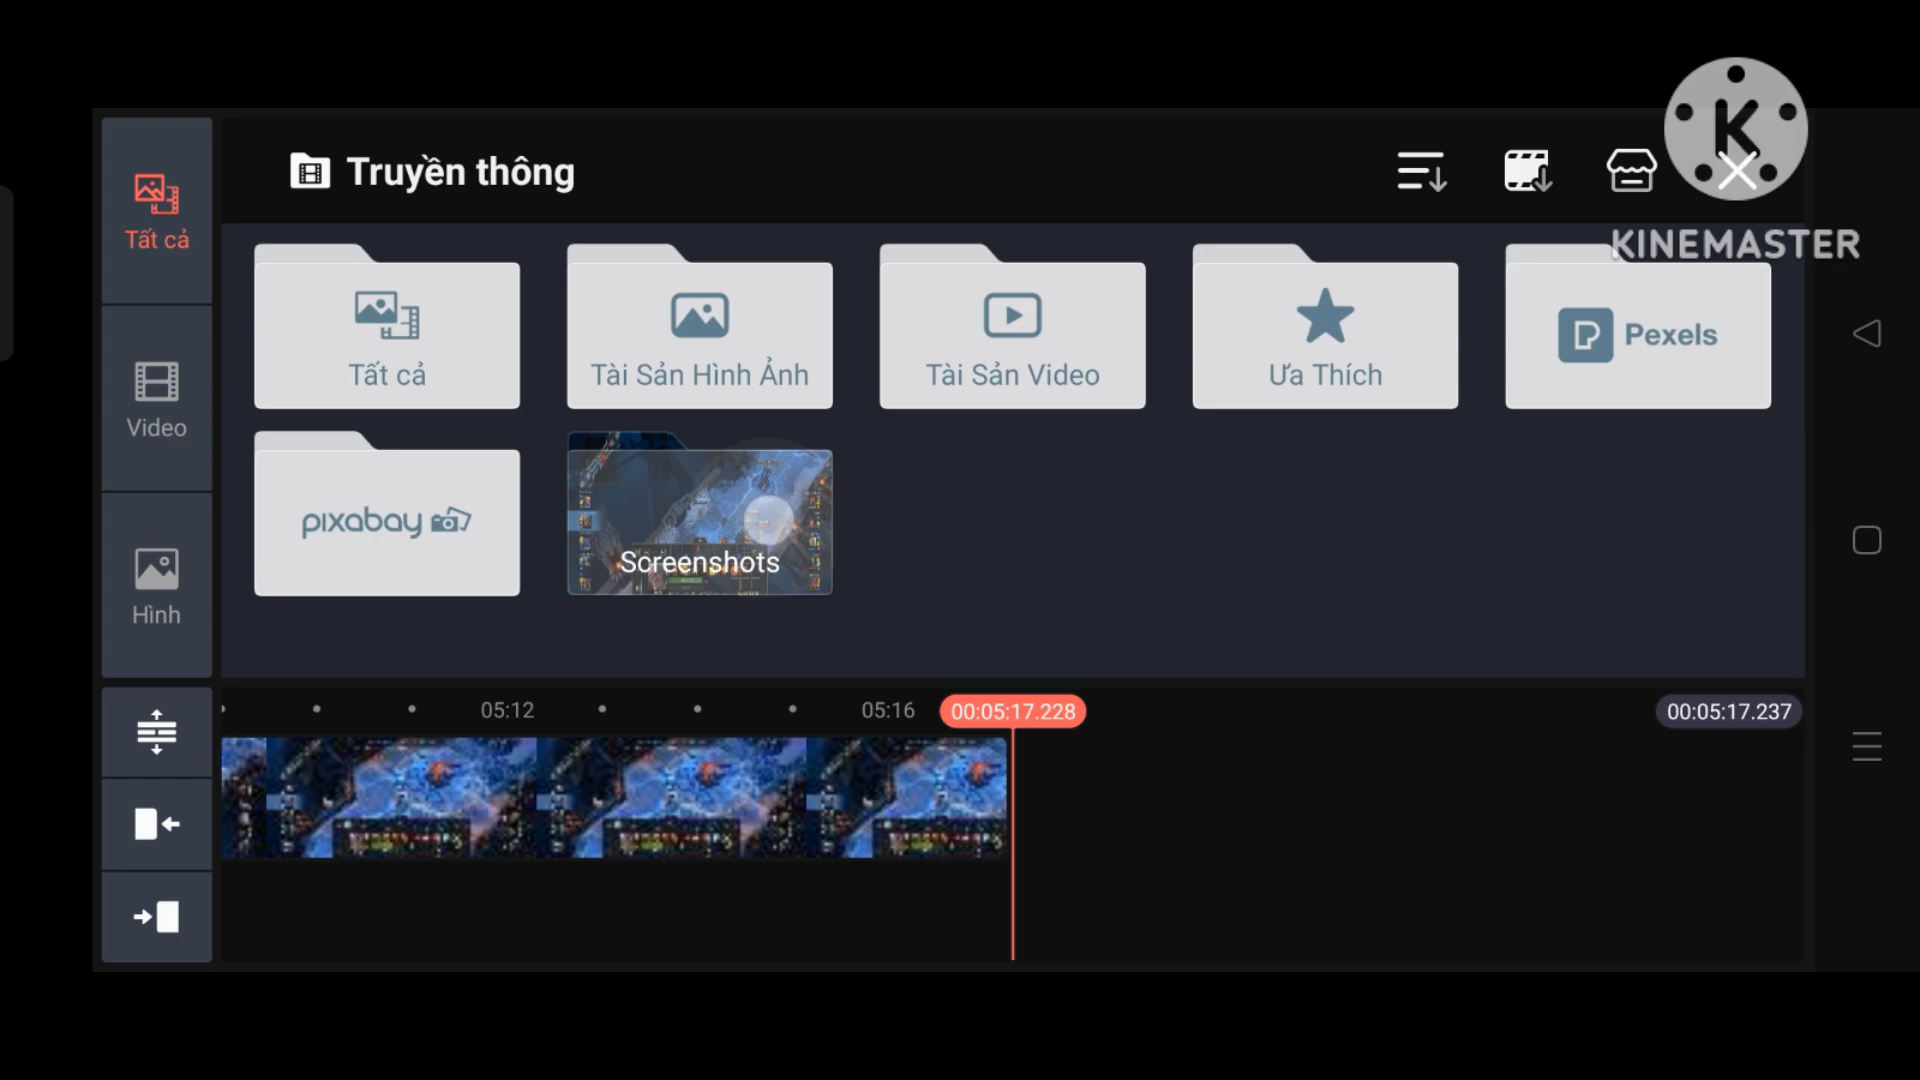 Truyền thông
KINEMASTER
Tất cả
Video
Hình
Tất cả
Tài Sản Hình Ảnh
Tài Sản Video
Ưa Thích
Pexels
pixabay
Screenshots
05:12
05:16
00:05:17.228
00:05:17.237